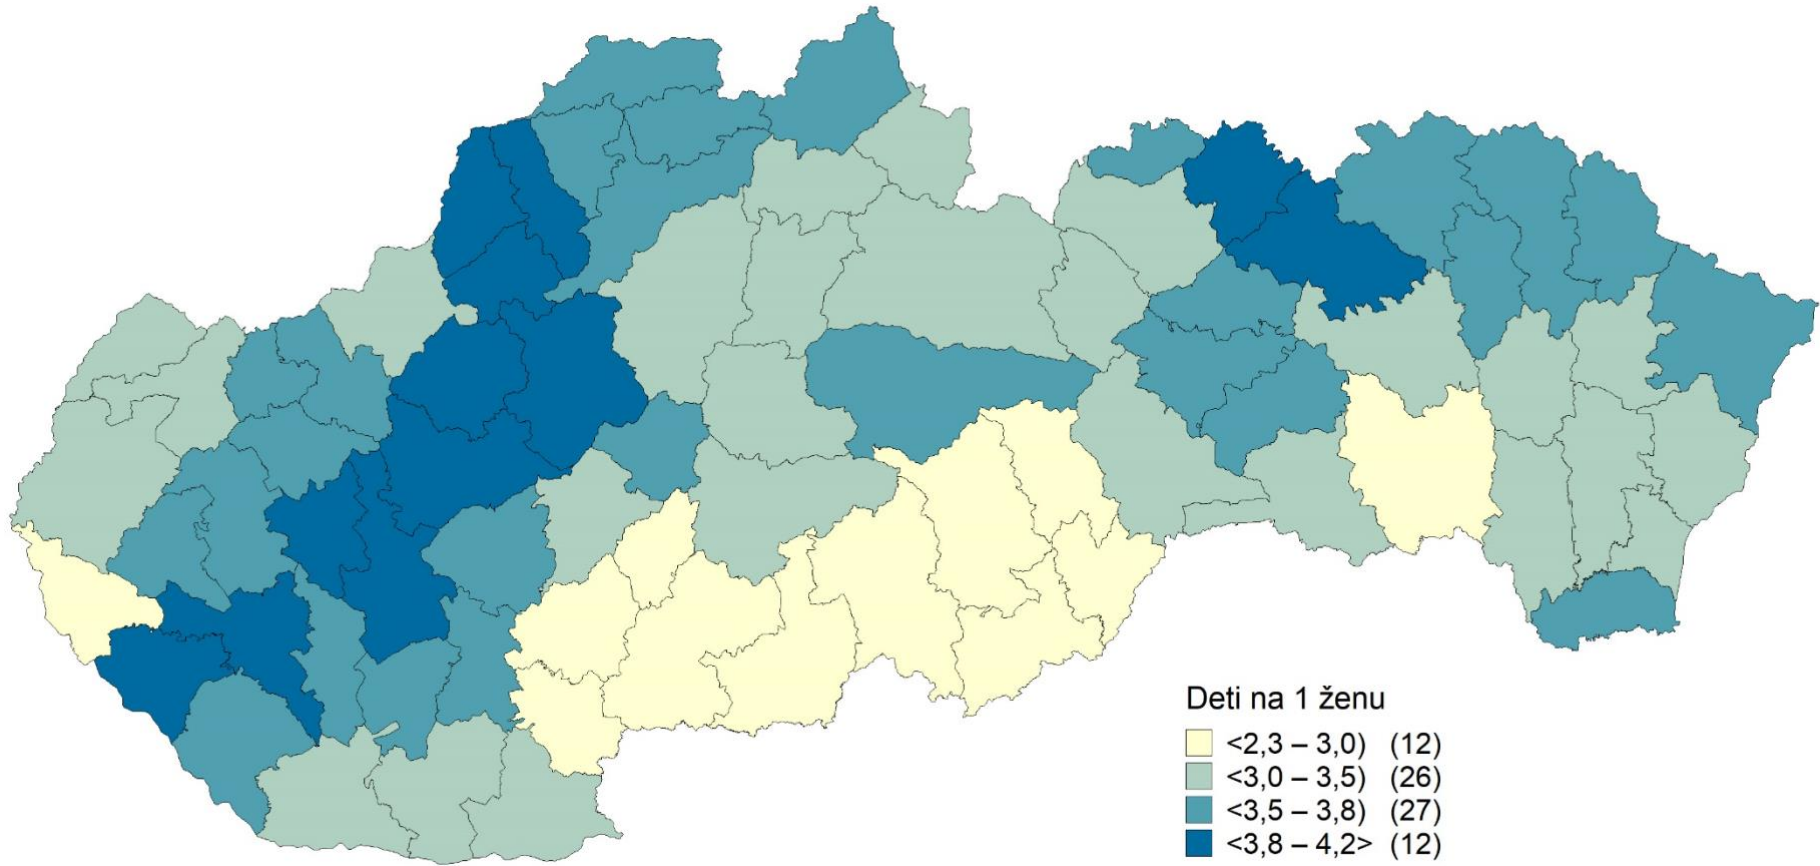 Deti na 1 ženu
<2,3 – 3,0) (12)
<3,0 – 3,5) (26)
<3,5 – 3,8) (27)
<3,8 – 4,2> (12)